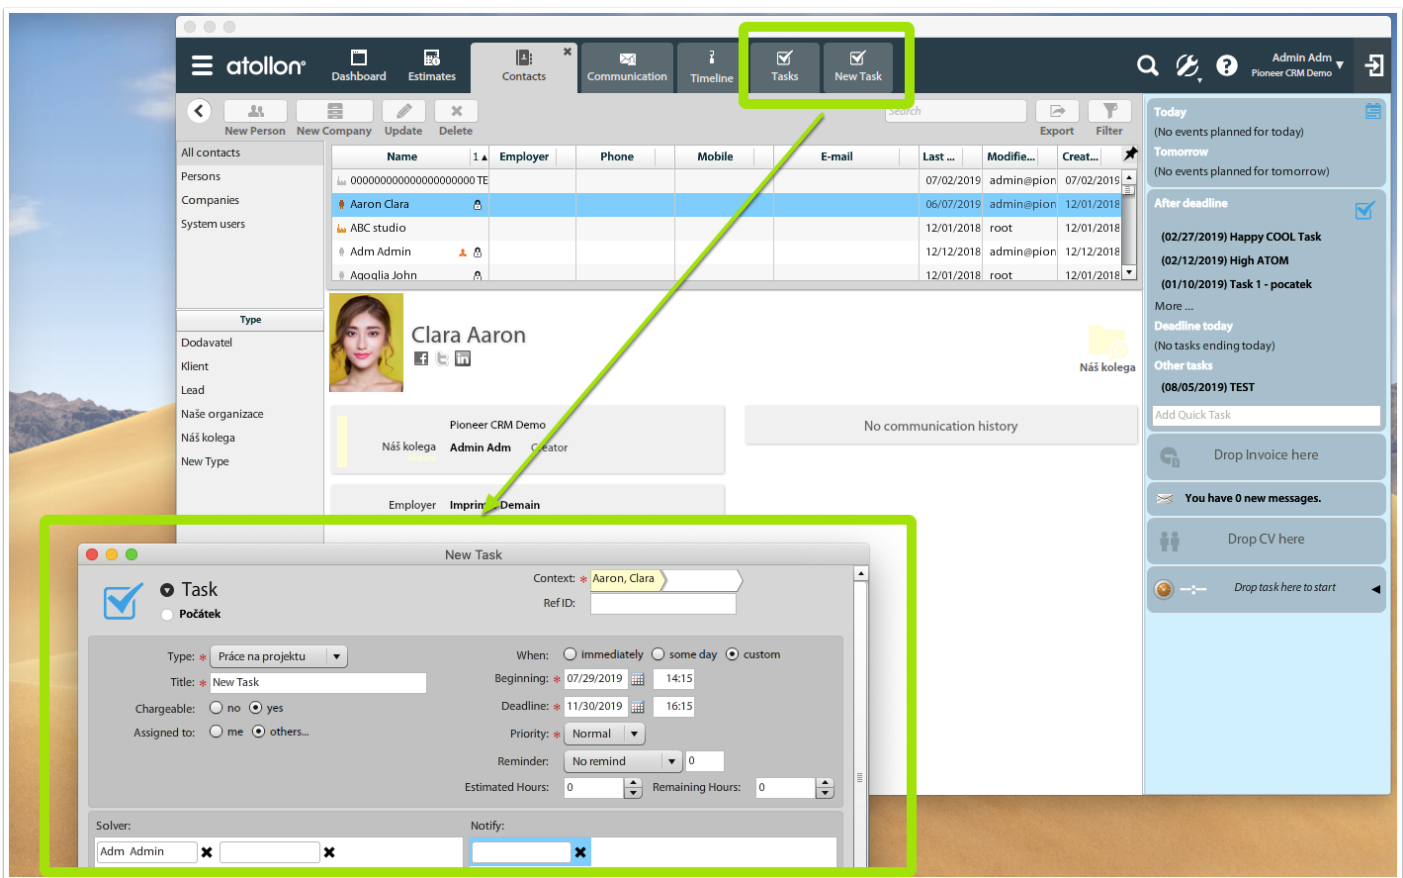 atollon
Dashboard
Estimates
Contacts
Communication
Timeline
Tasks
New Task
Admin Adm
Pioneer CRM Demo
New Person
New Company
Update
Delete
Search
Export
Filter
All contacts
Persons
Companies
System users
Type
Dodavatel
Klient
Lead
Naše organizace
Náš kolega
New Type
Name 1 Employer Phone Mobile E-mail Last ... Modifie... Creat...
000000000000000000000 TE 07/02/2019 admin@pion 07/02/2019
Aaron Clara 06/07/2019 admin@pion 12/01/2018
ABC studio 12/01/2018 root 12/01/2018
Adm Admin 12/12/2018 admin@pion 12/12/2018
Agoglia John 12/01/2018 root 12/01/2018
Clara Aaron
Náš kolega
Pioneer CRM Demo
Náš kolega Admin Adm Creator
No communication history
Employer Demain
Today
(No events planned for today)
Tomorrow
(No events planned for tomorrow)
After deadline
(02/27/2019) Happy COOL Task
(02/12/2019) High ATOM
(01/10/2019) Task 1 - pocatek
More ...
Deadline today
(No tasks ending today)
Other tasks
(08/05/2019) TEST
Add Quick Task
Drop Invoice here
You have 0 new messages.
Drop CV here
--:-- Drop task here to start
New Task
Task
Počátek
Context: * Aaron, Clara
Ref ID:
Type: * Práce na projektu
Title: * New Task
Chargeable: no yes
Assigned to: me others...
When: immediately some day custom
Beginning: * 07/29/2019 14:15
Deadline: * 11/30/2019 16:15
Priority: * Normal
Reminder: No remind 0
Estimated Hours: 0 Remaining Hours: 0
Solver:
Adm Admin
Notify: